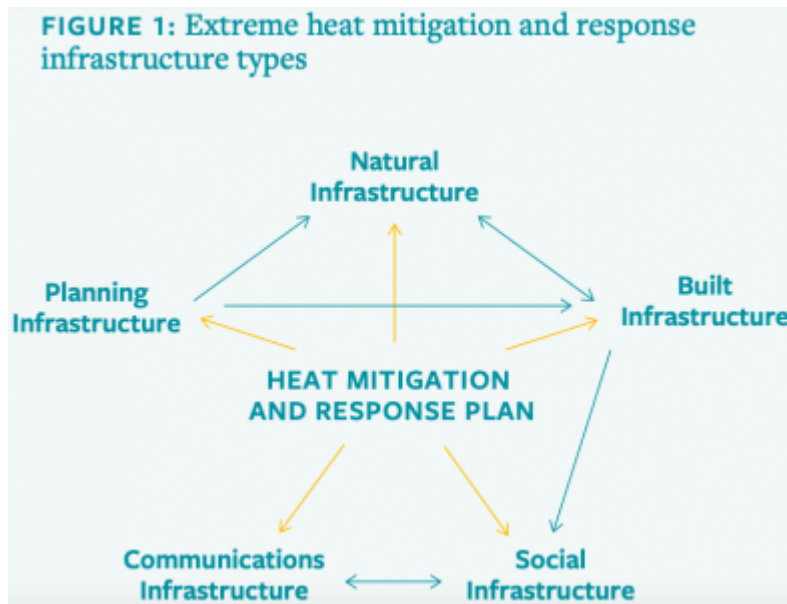 FIGURE 1: Extreme heat mitigation and response
infrastructure types
Natural
Infrastructure
Planning
Infrastructure
Built
Infrastructure
HEAT MITIGATION
AND RESPONSE PLAN
Communications
Infrastructure
Social
Infrastructure